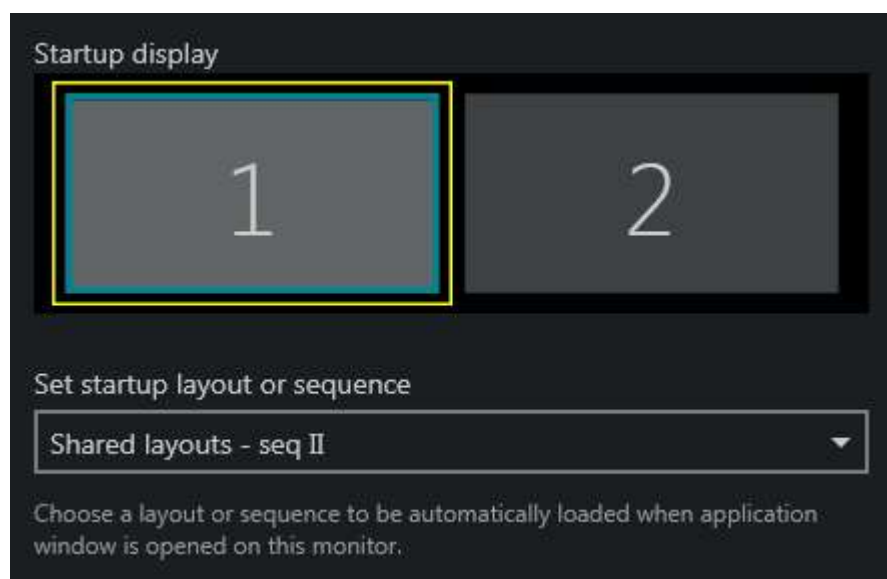 Startup display
1
2
Set startup layout or sequence
Shared layouts - seq II
Choose a layout or sequence to be automatically loaded when application
window is opened on this monitor.